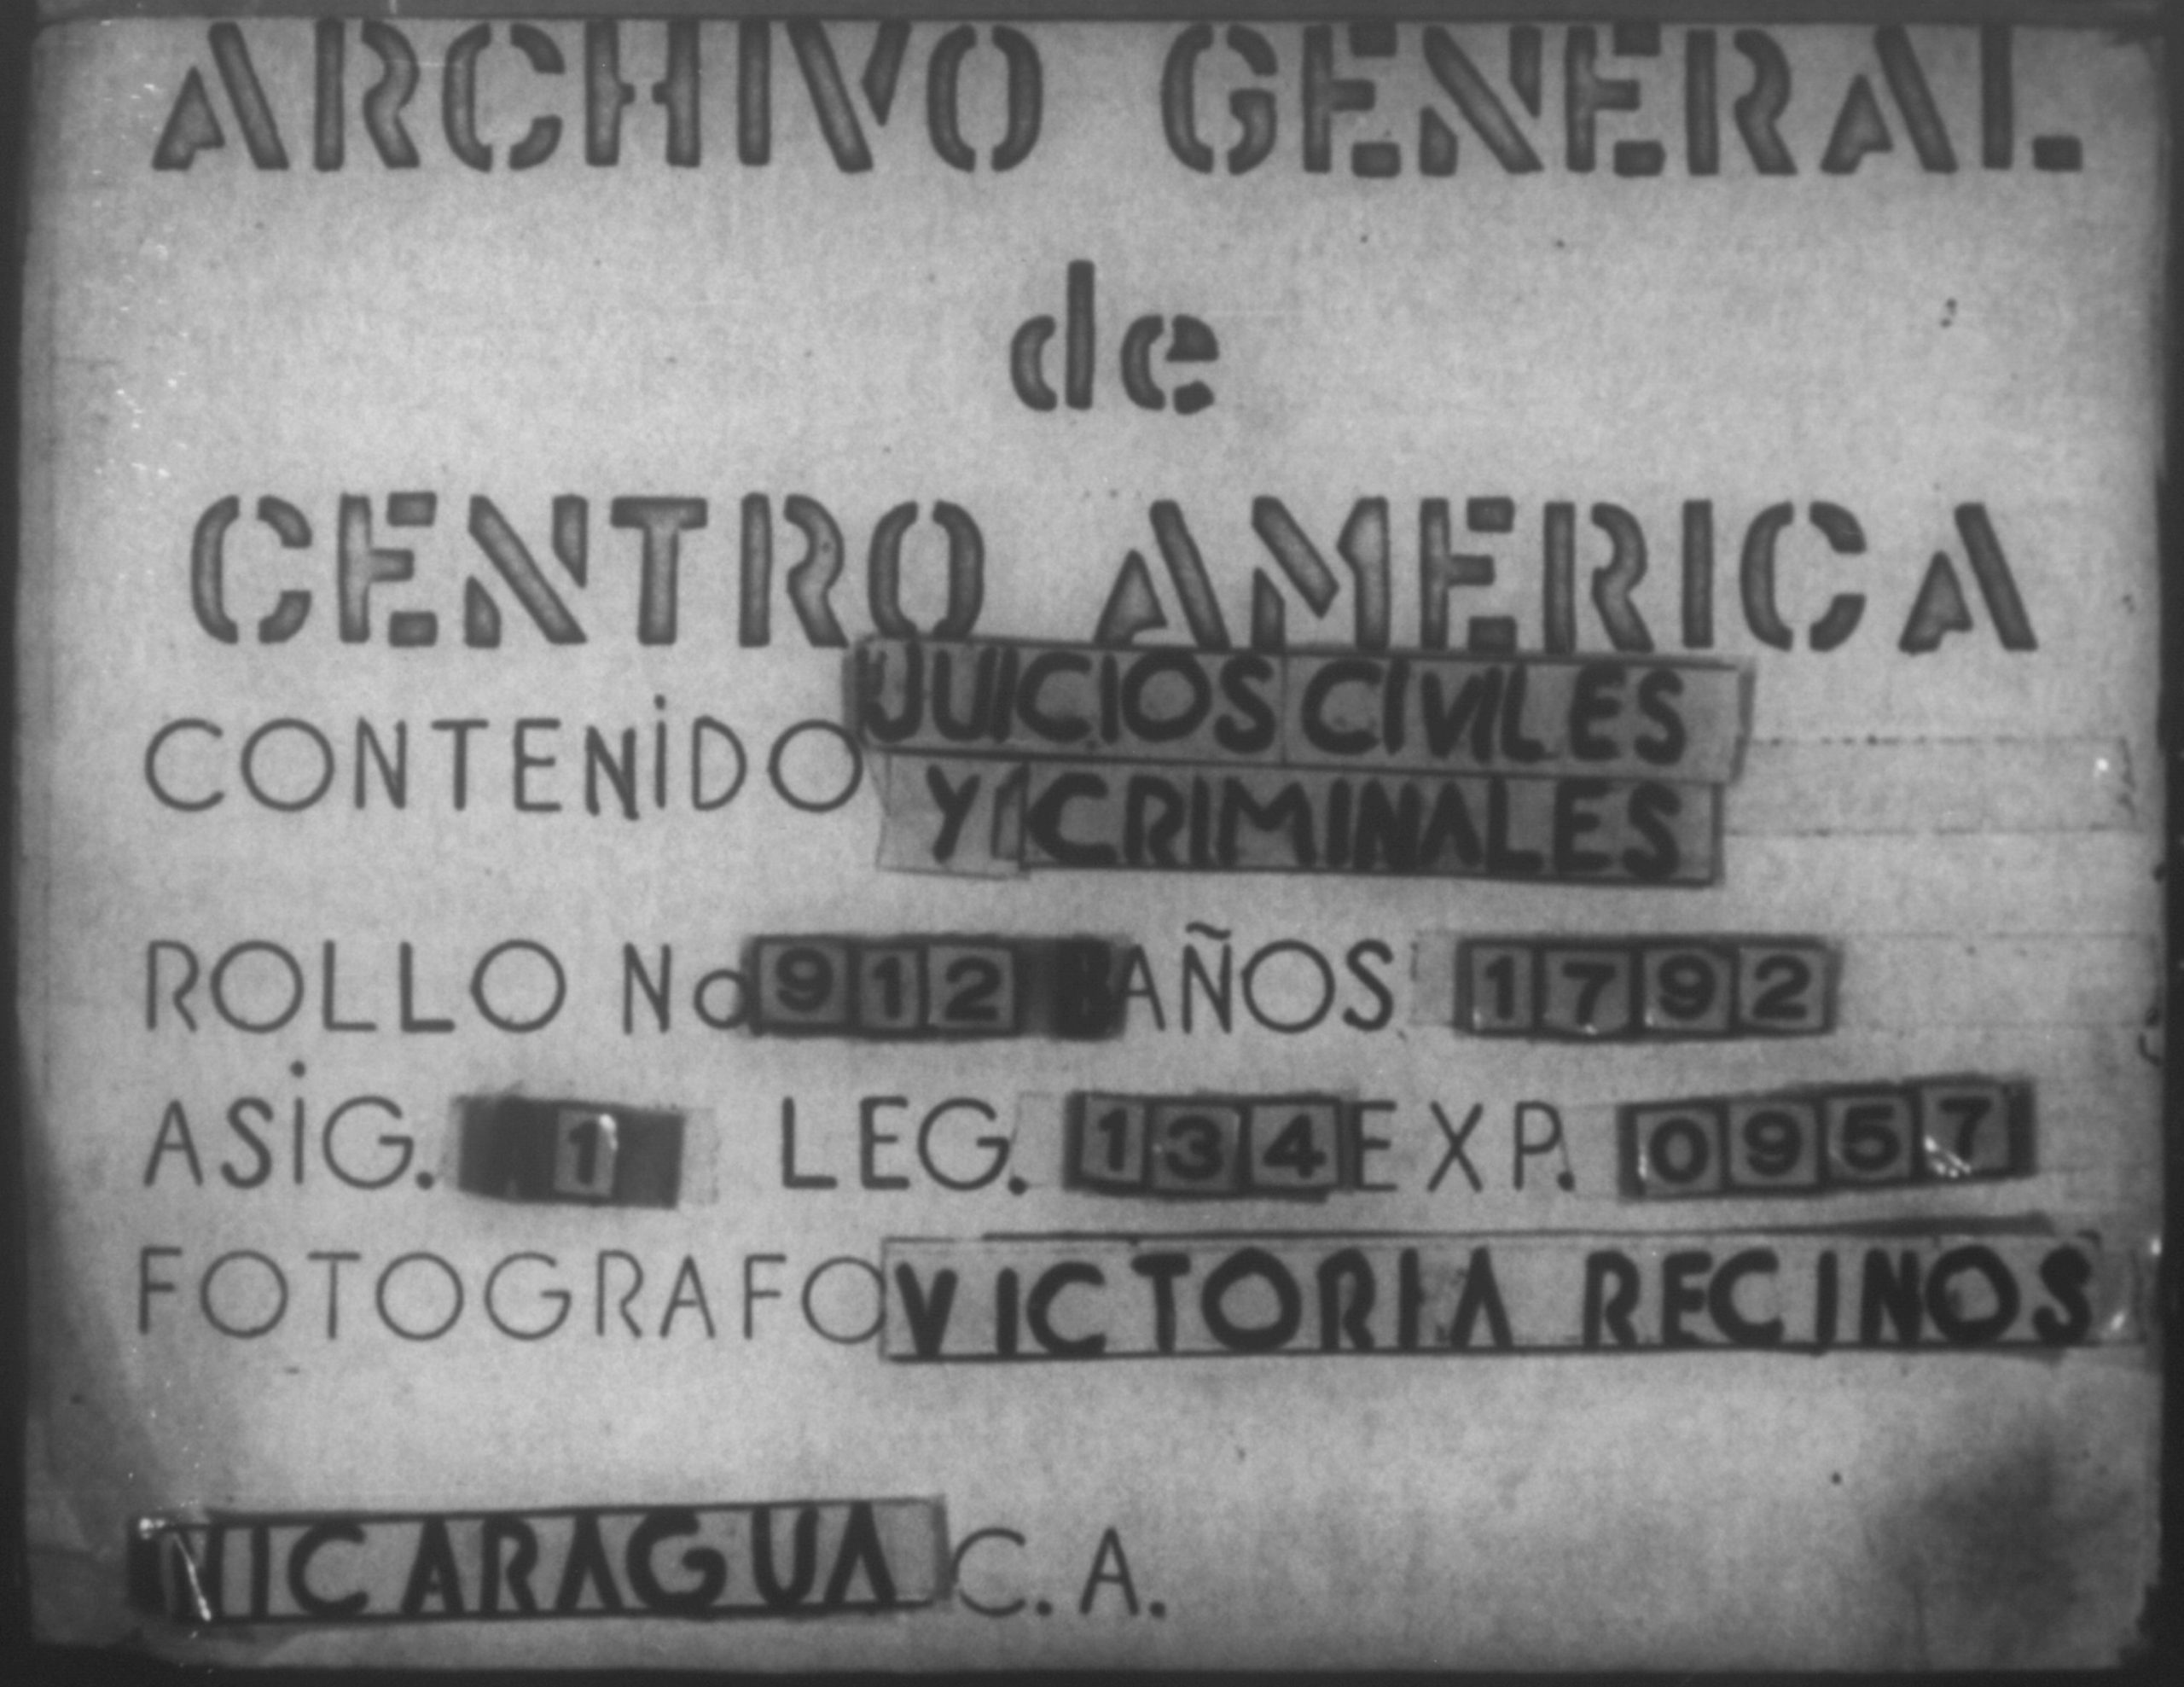 ARCHIVO GENERAL
de
CENTRO AMERICA
CONTENIDO JUICIOS CIVILES
Y CRIMINALES
ROLLO No 912 AÑOS 1792
ASIG. 1 LEG. 134 EXP. 0957
FOTOGRAFO VICTORIA RECINOS
NICARAGUA C.A.